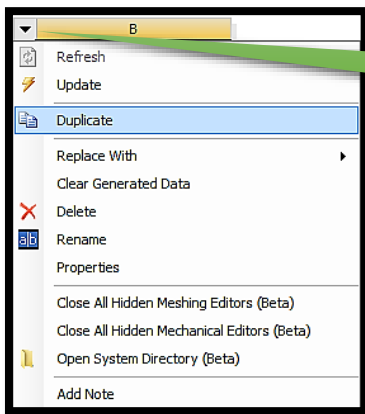 B
Refresh
Update
Duplicate
Replace With
Clear Generated Data
Delete
a|b Rename
Properties
Close All Hidden Meshing Editors (Beta)
Close All Hidden Mechanical Editors (Beta)
Open System Directory (Beta)
Add Note